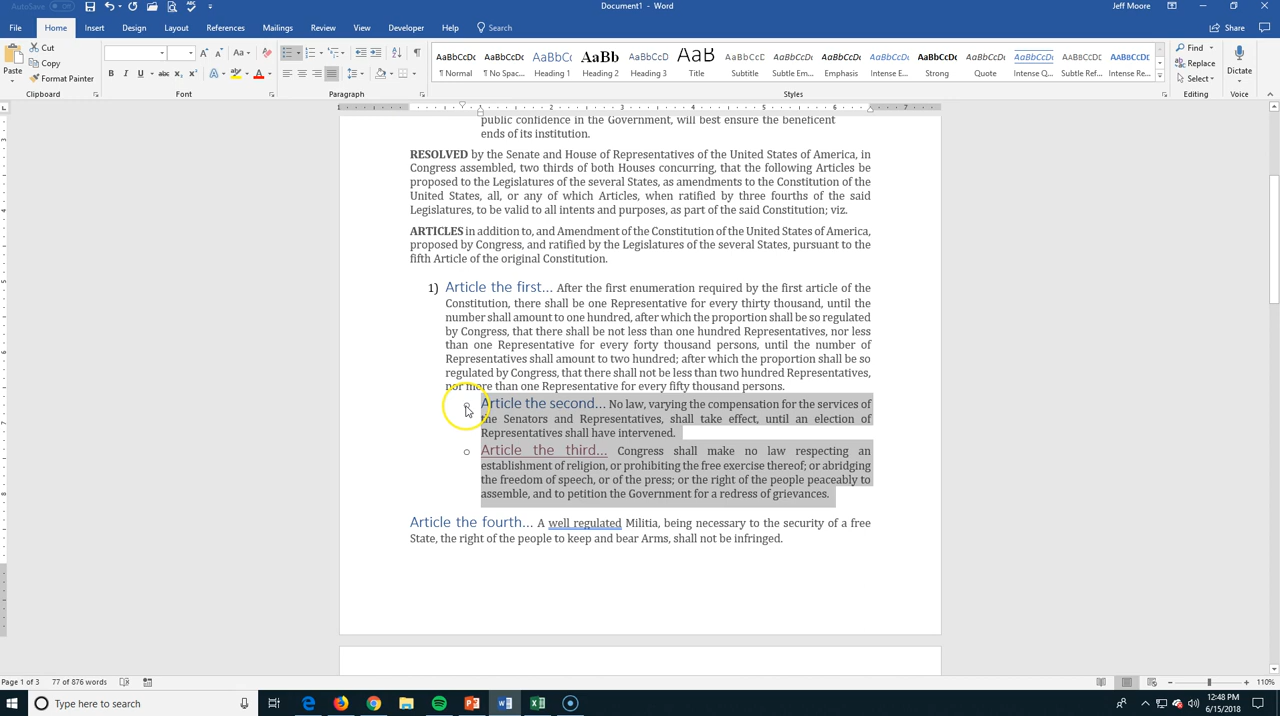 AutoSave Off
Document1 - Word
Jeff Moore
File Home Insert Draw Design Layout References Mailings Review View Help Search Share
Paste Cut Copy Format Painter
Clipboard
B I U abc x₂ x² A A Aa
Font
Paragraph
AaBbCcDc AaBbCcDc AaBbCc AaBb AaBbCcD AaB AaBbCcD AaBbCcDt AaBbCcDt AaBbCcDt AaBbCcDc AaBbCcDt AaBbCcDt AABBCCDD AABBCCDD
¶ Normal ¶ No Spac... Heading 1 Heading 2 Heading 3 Title Subtitle Subtle Em... Emphasis Intense E... Strong Quote Intense Q... Subtle Ref... Intense Re...
Styles
Find
Replace
Select
Editing
Dictate
Voice
public confidence in the Government, will best ensure the beneficent
ends of its institution.
RESOLVED by the Senate and House of Representatives of the United States of America, in
Congress assembled, two thirds of both Houses concurring, that the following Articles be
proposed to the Legislatures of the several States, as amendments to the Constitution of the
United States, all, or any of which Articles, when ratified by three fourths of the said
Legislatures, to be valid to all intents and purposes, as part of the said Constitution; viz.
ARTICLES in addition to, and Amendment of the Constitution of the United States of America,
proposed by Congress, and ratified by the Legislatures of the several States, pursuant to the
fifth Article of the original Constitution.
1) Article the first... After the first enumeration required by the first article of the
Constitution, there shall be one Representative for every thirty thousand, until the
number shall amount to one hundred, after which the proportion shall be so regulated
by Congress, that there shall be not less than one hundred Representatives, nor less
than one Representative for every forty thousand persons, until the number of
Representatives shall amount to two hundred; after which the proportion shall be so
regulated by Congress, that there shall not be less than two hundred Representatives,
nor more than one Representative for every fifty thousand persons.
○ Article the second... No law, varying the compensation for the services of
the Senators and Representatives, shall take effect, until an election of
Representatives shall have intervened.
○ Article the third... Congress shall make no law respecting an
establishment of religion, or prohibiting the free exercise thereof; or abridging
the freedom of speech, or of the press; or the right of the people peaceably to
assemble, and to petition the Government for a redress of grievances.
Article the fourth... A well regulated Militia, being necessary to the security of a free
State, the right of the people to keep and bear Arms, shall not be infringed.
Page 1 of 3 77 of 876 words
110%
Type here to search
12:48 PM
6/15/2018